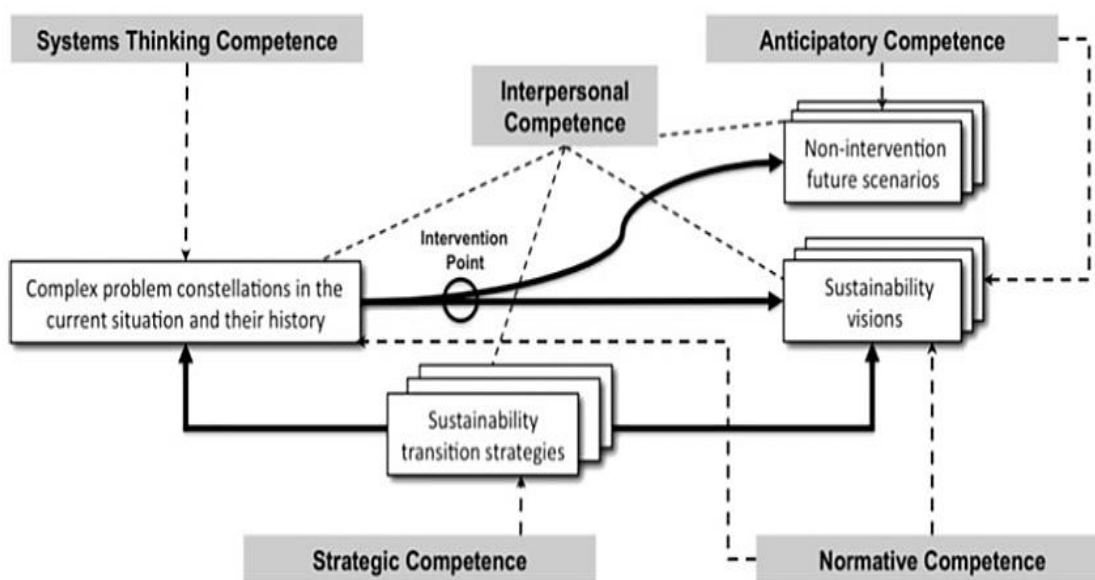 Systems Thinking Competence
Anticipatory Competence
Interpersonal
Competence
Non-intervention
future scenarios
Intervention
Point
Complex problem constellations in the
current situation and their history
Sustainability
visions
Sustainability
transition strategies
Strategic Competence
Normative Competence